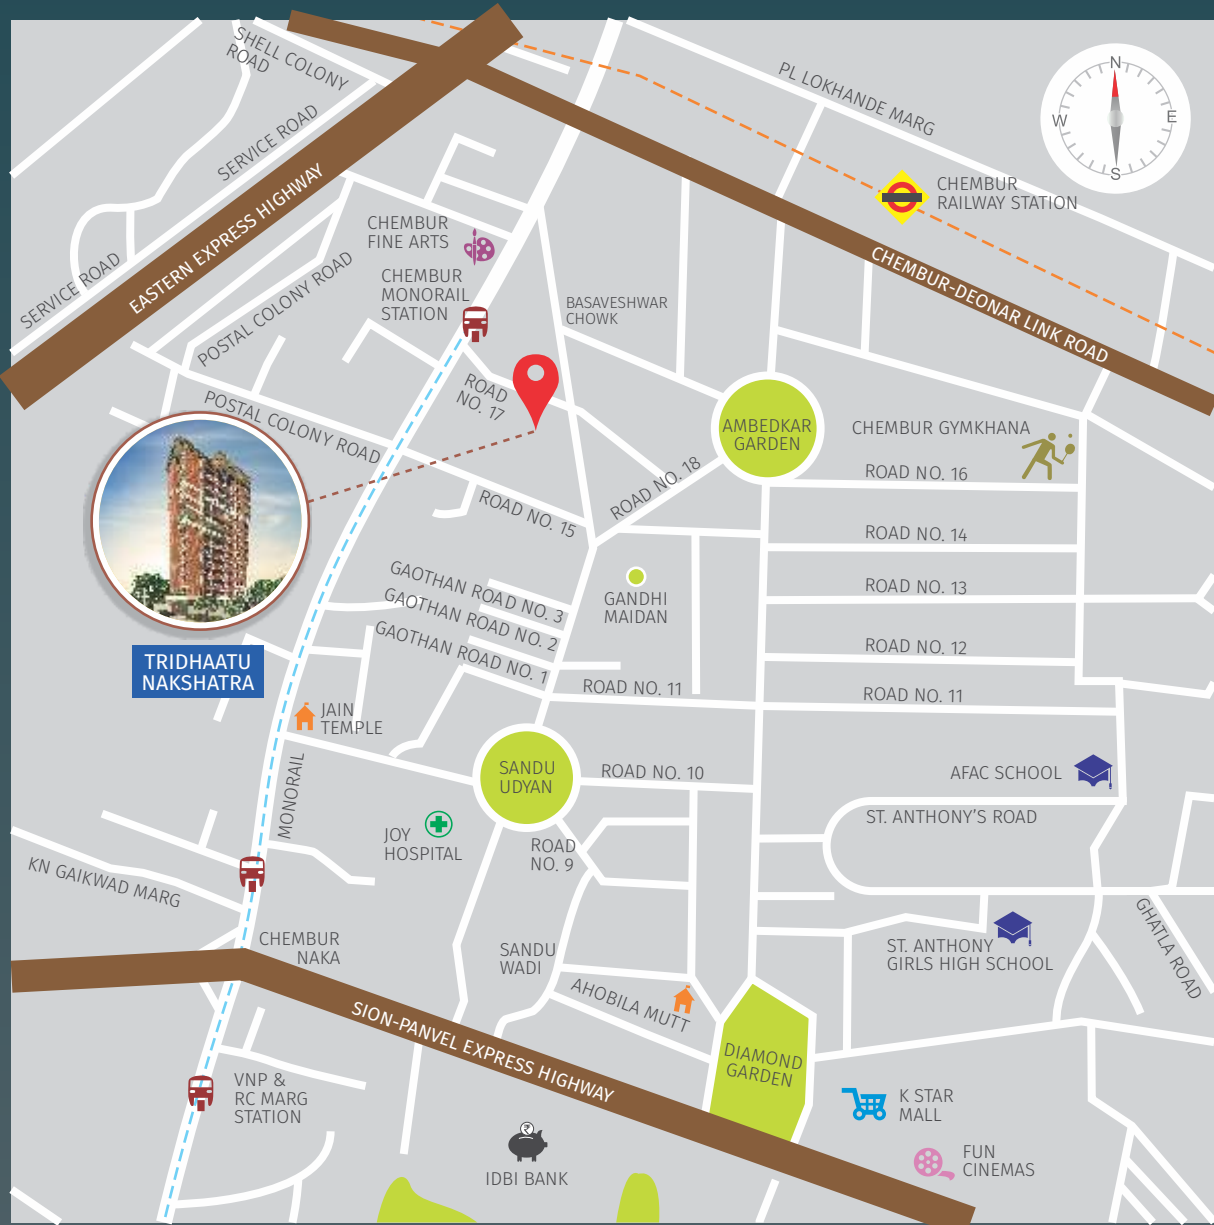 SHELL COLONY
ROAD
SERVICE ROAD
EASTERN EXPRESS HIGHWAY
SERVICE ROAD
PL LOKHANDE MARG
N
E
S
W
CHEMBUR
RAILWAY STATION
CHEMBUR
FINE ARTS
CHEMBUR
MONORAIL
STATION
POSTAL COLONY ROAD
BASAVESHWAR
CHOWK
CHEMBUR-DEONAR LINK ROAD
ROAD
NO. 17
POSTAL COLONY ROAD
AMBEDKAR
GARDEN
CHEMBUR GYMKHANA
ROAD NO. 16
ROAD NO. 18
ROAD NO. 15
ROAD NO. 14
GAOTHAN ROAD NO. 3
GAOTHAN ROAD NO. 2
GAOTHAN ROAD NO. 1
GANDHI
MAIDAN
ROAD NO. 13
ROAD NO. 12
TRIDHAATU
NAKSHATRA
ROAD NO. 11
ROAD NO. 11
JAIN
TEMPLE
SANDU
UDYAN
ROAD NO. 10
AFAC SCHOOL
MONORAIL
ST. ANTHONY'S ROAD
JOY
HOSPITAL
ROAD
NO. 9
KN GAIKWAD MARG
CHEMBUR
NAKA
SANDU
WADI
ST. ANTHONY
GIRLS HIGH SCHOOL
GHATLA ROAD
AHOBILA MUTT
SION-PANVEL EXPRESS HIGHWAY
DIAMOND
GARDEN
VNP &
RC MARG
STATION
K STAR
MALL
₹
IDBI BANK
FUN
CINEMAS